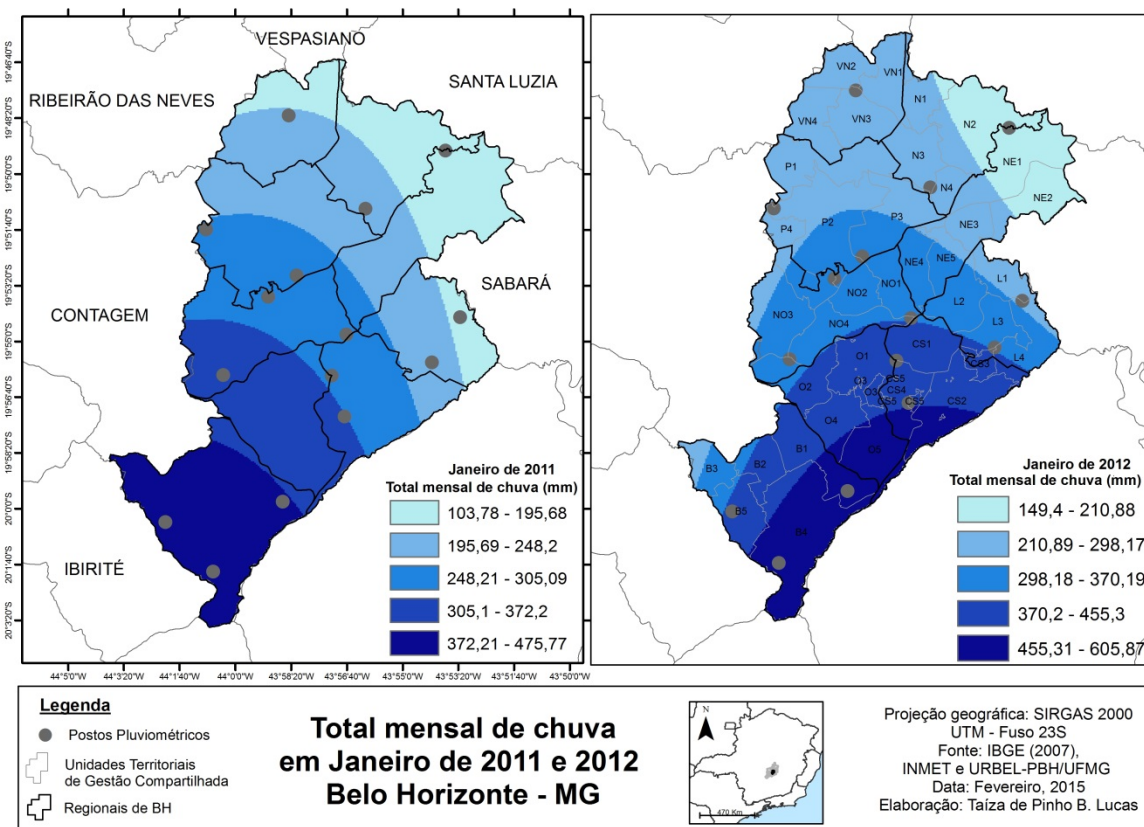 VESPASIANO
SANTA LUZIA
RIBEIRÃO DAS NEVES
SABARÁ
CONTAGEM
IBIRITÉ
19°46'40"S
19°48'20"S
19°50'0"S
19°51'40"S
19°53'20"S
19°55'0"S
19°56'40"S
19°58'20"S
20°0'0"S
20°1'40"S
20°3'20"S
44°5'0"S
44°3'20"S
44°1'40"S
44°0'0"S
43°58'20"S
43°56'40"S
43°55'0"S
43°53'20"S
43°51'40"S
43°50'0"S
Janeiro de 2011
Total mensal de chuva (mm)
103,78 - 195,68
195,69 - 248,2
248,21 - 305,09
305,1 - 372,2
372,21 - 475,77
VN2
VN1
N1
N2
VN4
VN3
N3
NE1
P1
N4
NE2
P4
P2
P3
NE3
NE4
NE5
L1
NO3
NO2
NO1
L2
NO4
L3
O1
CS1
CS3
L4
O2
O3
CS5
O3
CS4
CS5
CS5
CS2
O4
B3
B2
B1
O5
B5
B4
Janeiro de 2012
Total mensal de chuva (mm)
149,4 - 210,88
210,89 - 298,17
298,18 - 370,19
370,2 - 455,3
455,31 - 605,87
Legenda
Postos Pluviométricos
Unidades Territoriais
de Gestão Compartilhada
Regionais de BH
Total mensal de chuva
em Janeiro de 2011 e 2012
Belo Horizonte - MG
N
470 Km
Projeção geográfica: SIRGAS 2000
UTM - Fuso 23S
Fonte: IBGE (2007),
INMET e URBEL-PBH/UFMG
Data: Fevereiro, 2015
Elaboração: Taíza de Pinho B. Lucas